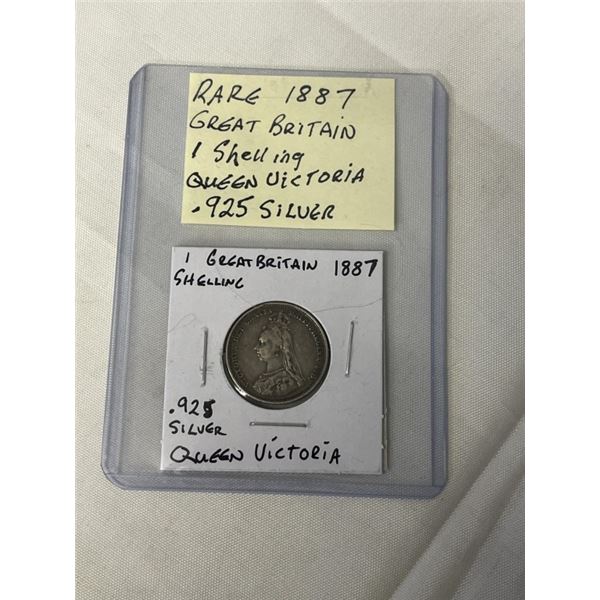 RARE 1887
GREAT BRITAIN
1 Shelling
QUEEN VICTORIA
.925 SILVER
1 GREAT BRITAIN 1887
SHELLING
.925
SILVER
QUEEN VICTORIA